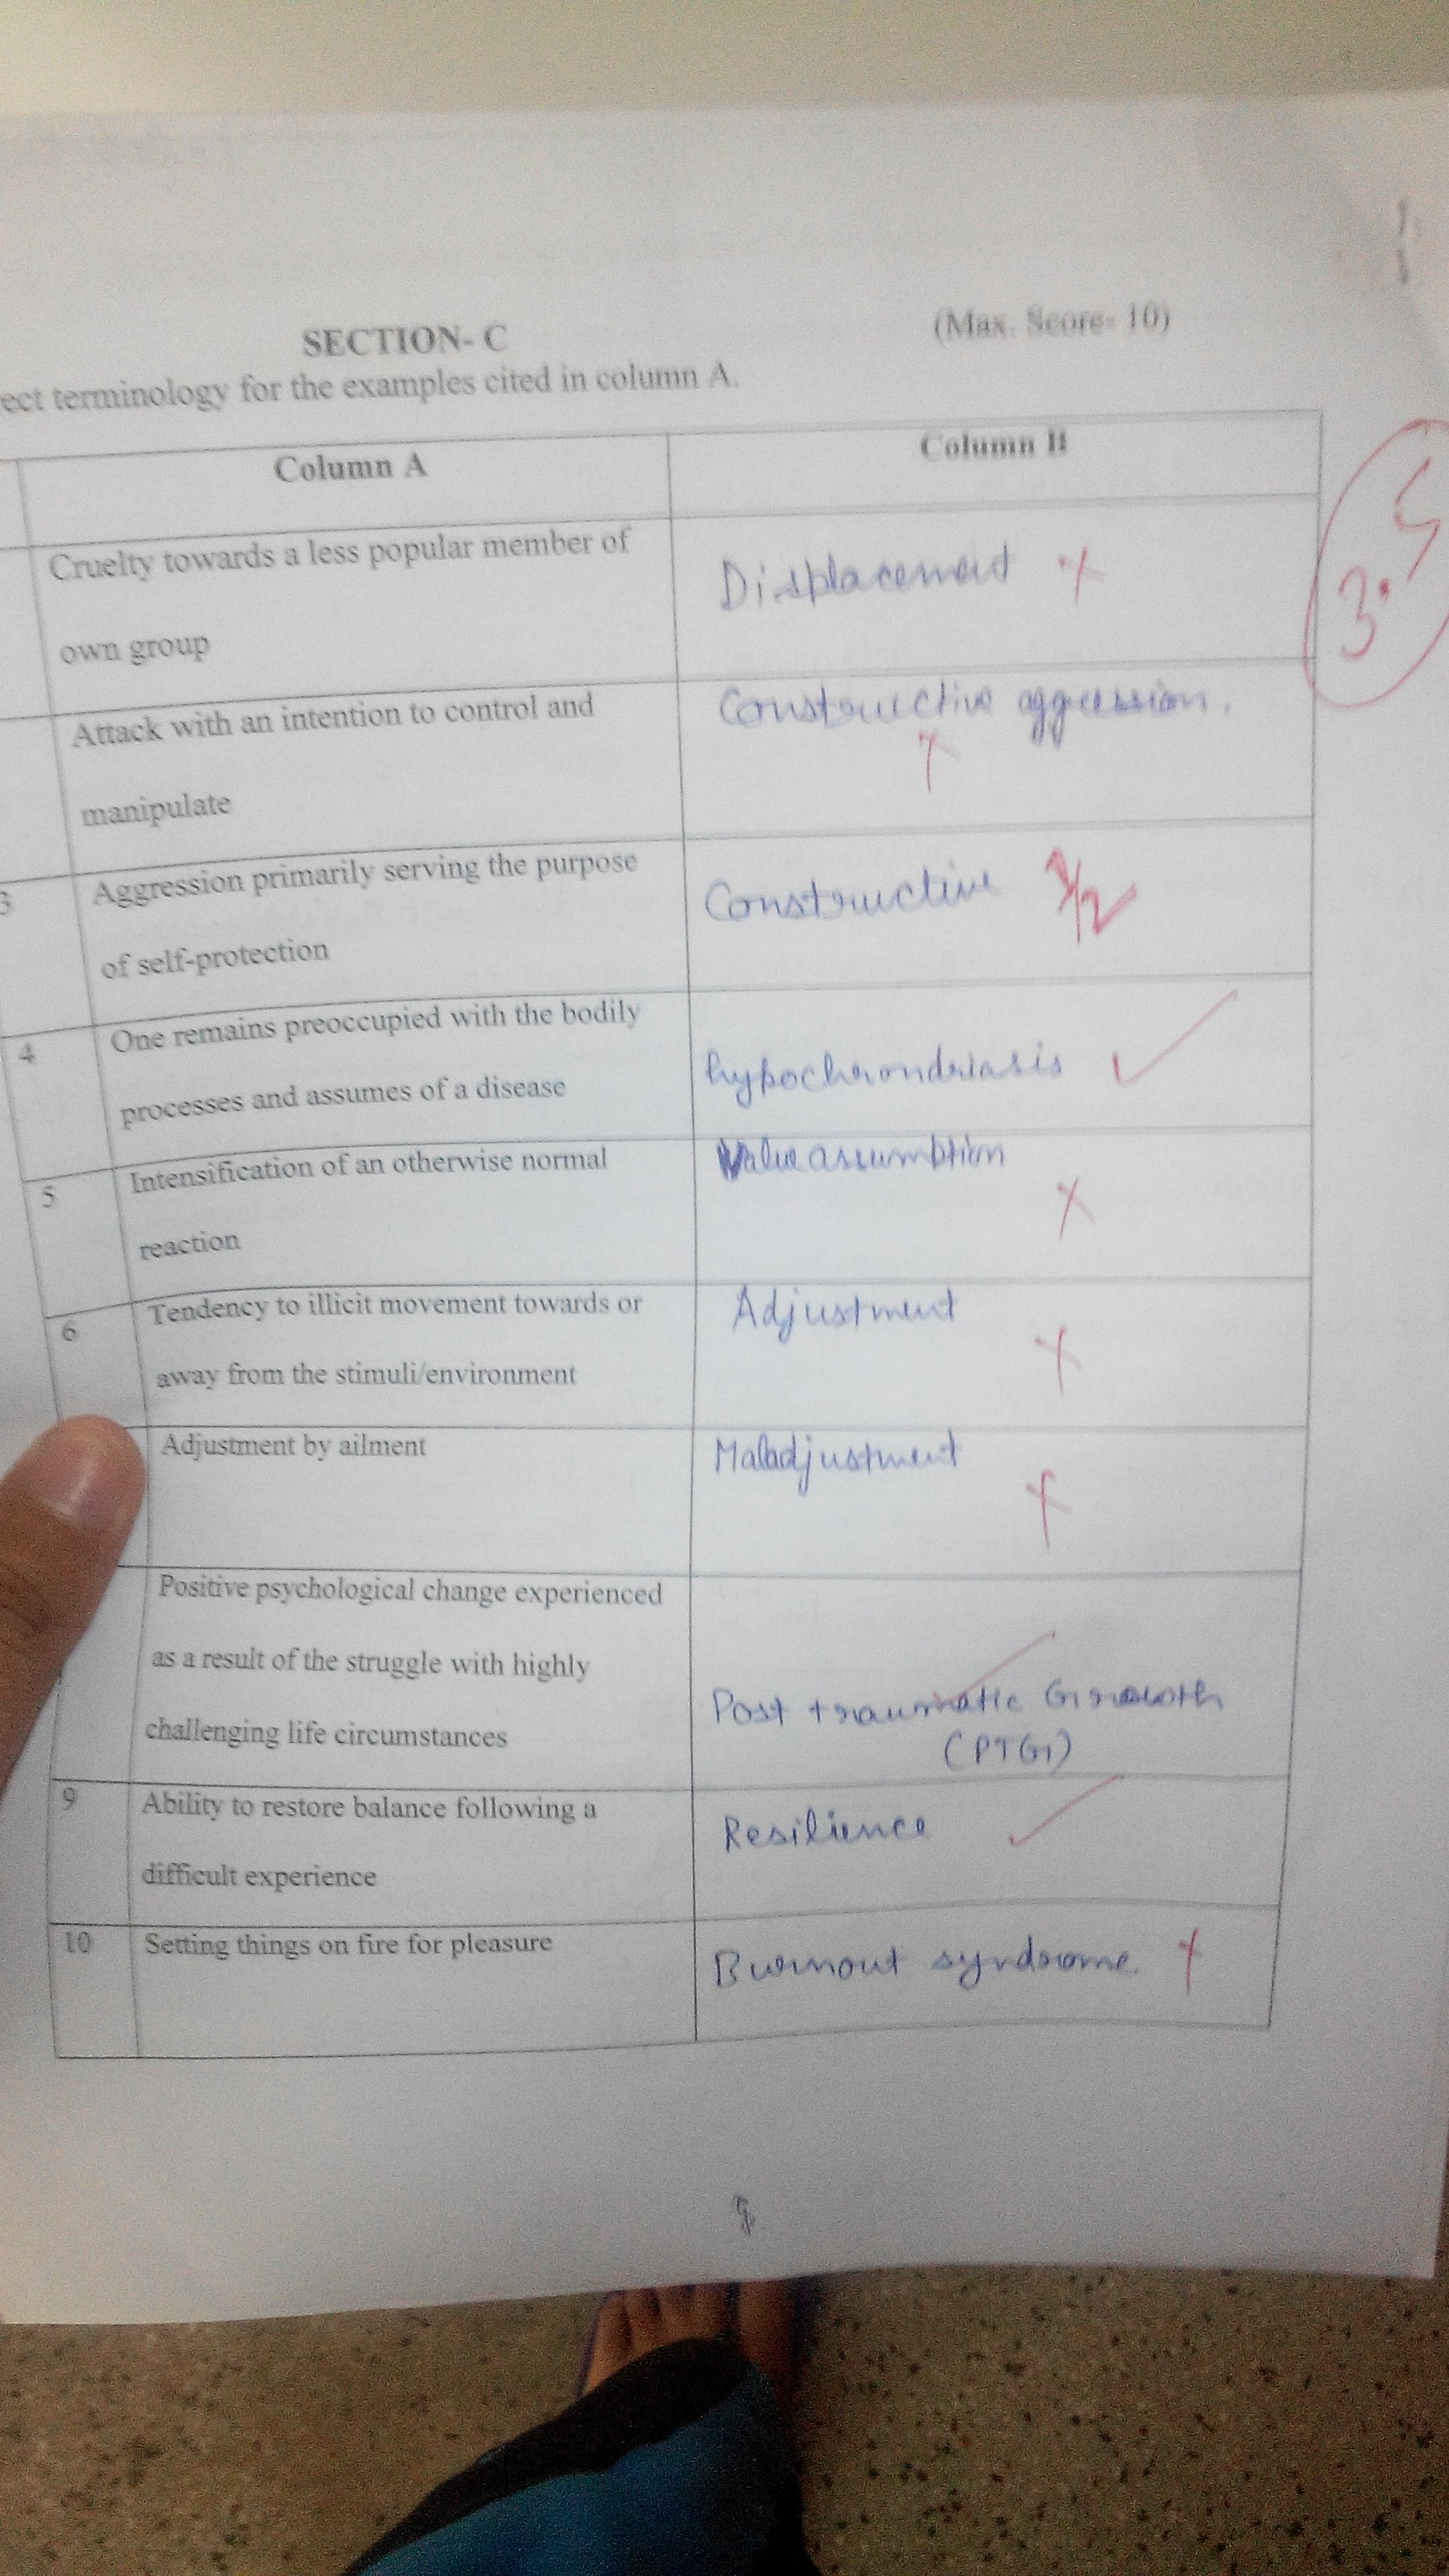 SECTION- C
(Max. Score- 10)
ect terminology for the examples cited in column A.
Column A
Column B
Cruelty towards a less popular member of
own group
Displacement ×
3.5
Attack with an intention to control and
manipulate
Constructive aggression.
×
3
Aggression primarily serving the purpose
of self-protection
Constructive 1/2
4
One remains preoccupied with the bodily
processes and assumes of a disease
hypochrondriasis ✓
5
Intensification of an otherwise normal
reaction
Value assumption
×
6
Tendency to illicit movement towards or
away from the stimuli/environment
Adjustment
×
Adjustment by ailment
Maladjustment
×
Positive psychological change experienced
as a result of the struggle with highly
challenging life circumstances
Post traumatic Growth
(PTG)
9
Ability to restore balance following a
difficult experience
Resilience ✓
10
Setting things on fire for pleasure
Burnout syndrome. ×